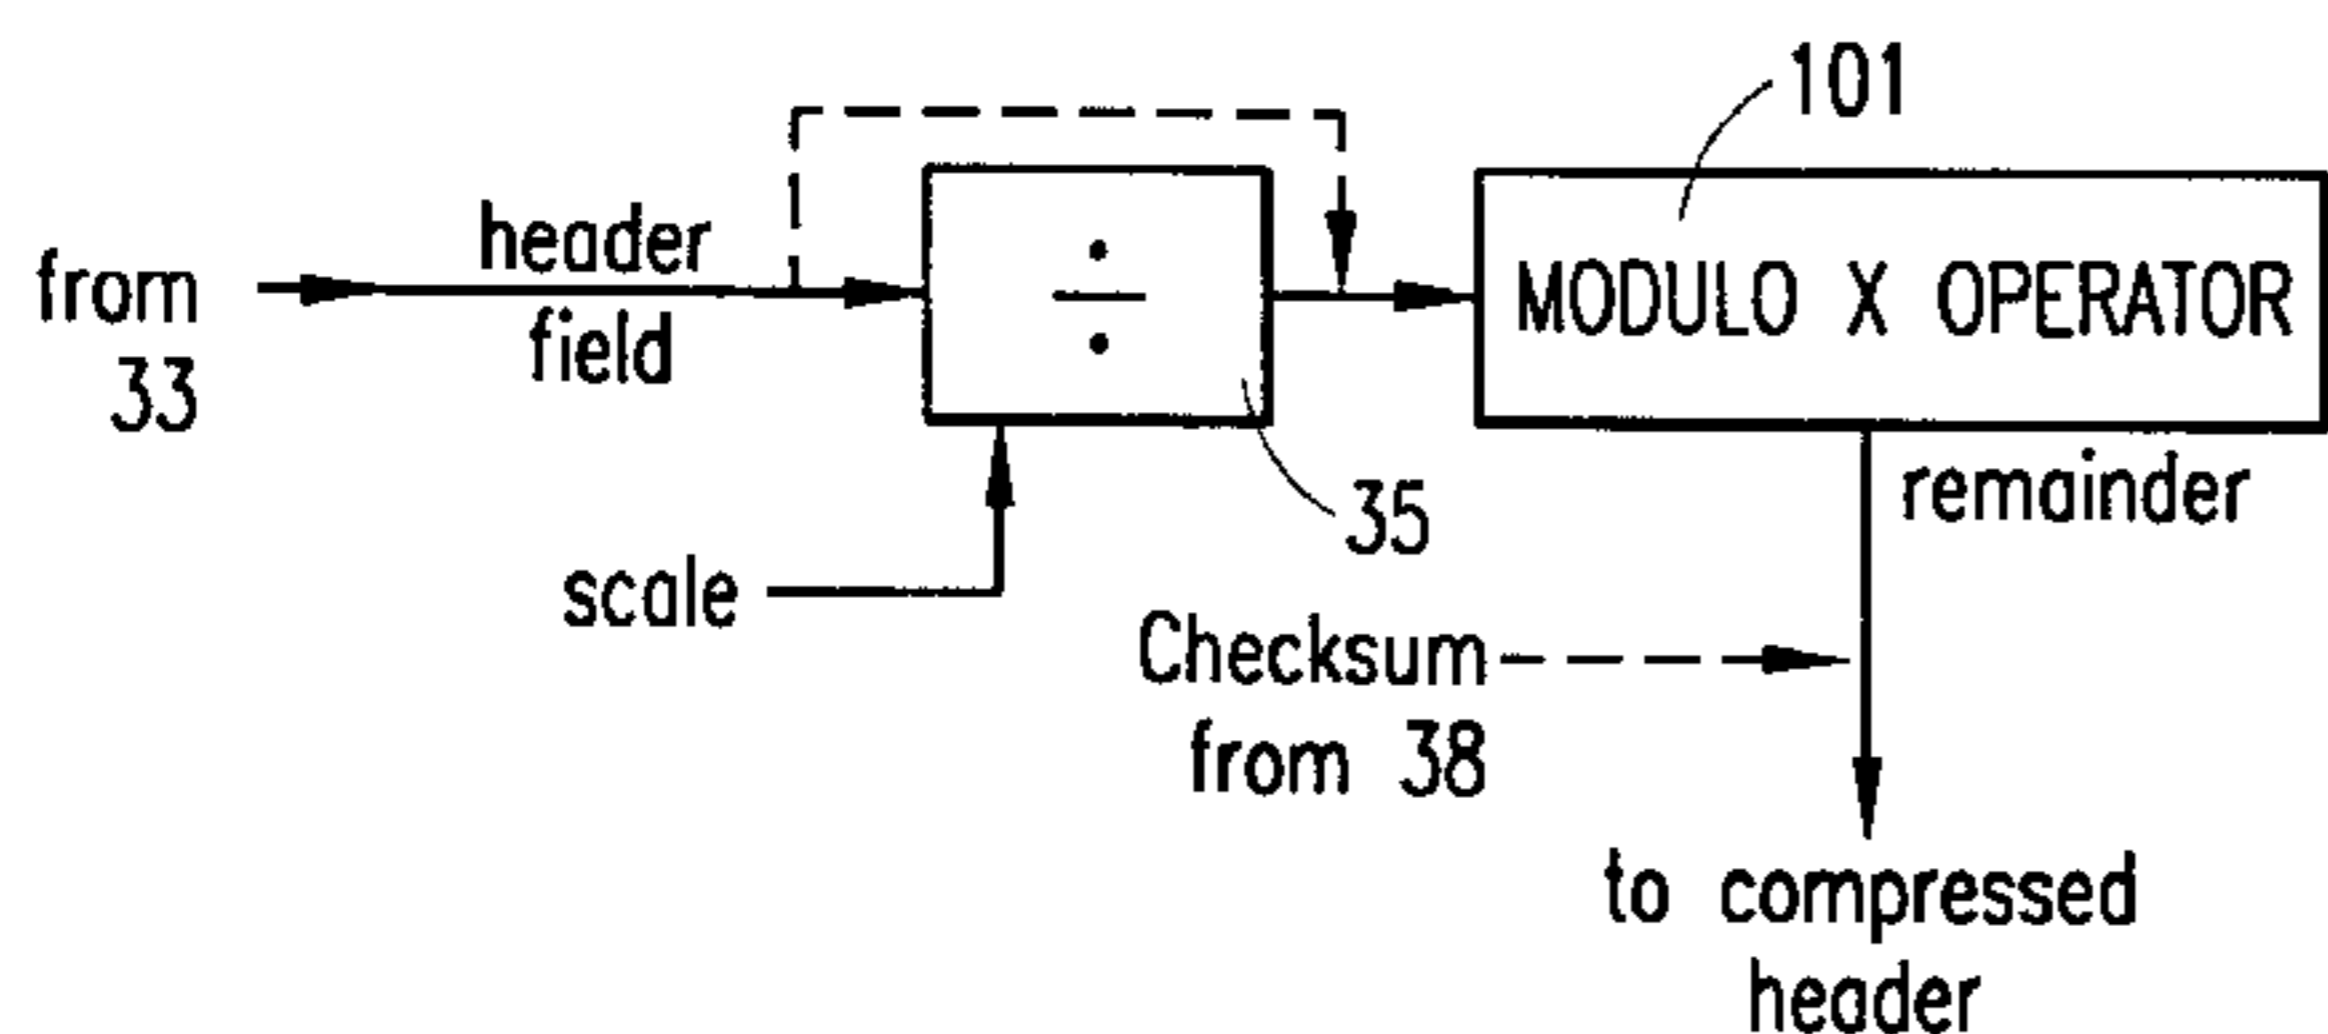 101
header
field
from
33
÷
MODULO X OPERATOR
35
remainder
scale
Checksum
from 38
to compressed
header